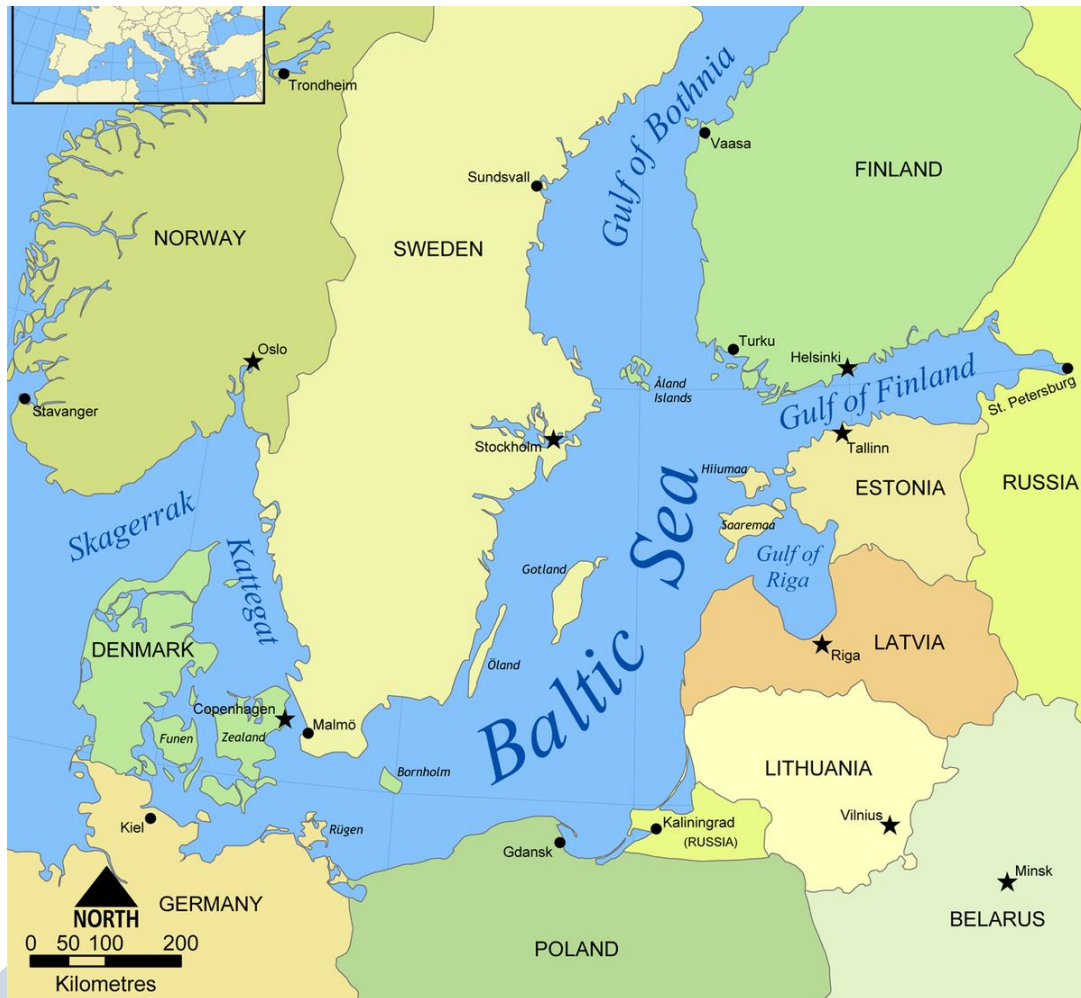 Trondheim
Gulf of Bothnia
Vaasa
FINLAND
Sundsvall
NORWAY
SWEDEN
Oslo
Turku
Helsinki
Stavanger
Åland
Islands
Gulf of Finland
St. Petersburg
Stockholm
Tallinn
Hiiumaa
ESTONIA
RUSSIA
Skagerrak
Saaremaa
Kattegat
Gotland
Gulf of
Riga
DENMARK
Öland
Riga
LATVIA
Baltic Sea
Copenhagen
Malmö
Funen
Zealand
Bornholm
LITHUANIA
Kiel
Rügen
Kaliningrad
(RUSSIA)
Vilnius
Gdansk
Minsk
NORTH
GERMANY
BELARUS
POLAND
0 50 100 200
Kilometres